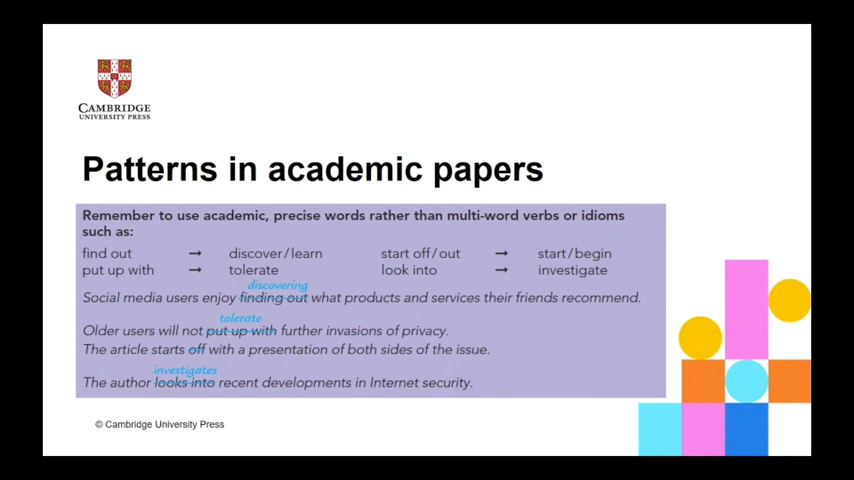 CAMBRIDGE
UNIVERSITY PRESS
Patterns in academic papers
Remember to use academic, precise words rather than multi-word verbs or idioms
such as:
find out → discover/learn start off/out → start/begin
put up with → tolerate look into → investigate
discovering
Social media users enjoy finding out what products and services their friends recommend.
tolerate
Older users will not put up with further invasions of privacy.
The article starts off with a presentation of both sides of the issue.
investigates
The author looks into recent developments in Internet security.
© Cambridge University Press